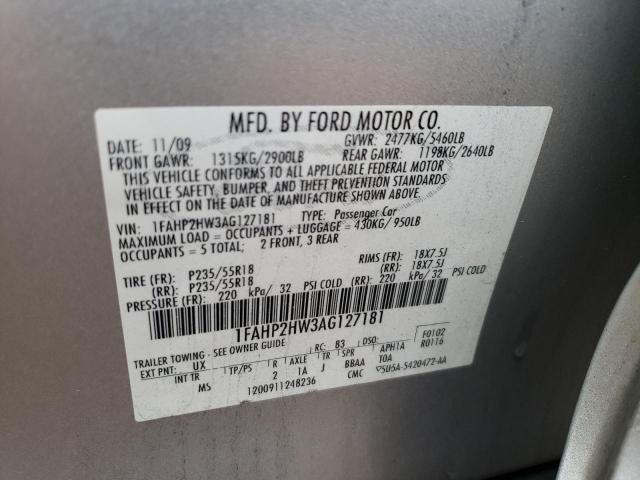 MFD. BY FORD MOTOR CO.
DATE: 11/09 GVWR: 2477KG/5460LB
FRONT GAWR: 1315KG/2900LB REAR GAWR: 1198KG/2640LB
THIS VEHICLE CONFORMS TO ALL APPLICABLE FEDERAL MOTOR
VEHICLE SAFETY, BUMPER, AND THEFT PREVENTION STANDARDS
IN EFFECT ON THE DATE OF MANUFACTURE SHOWN ABOVE.
VIN: 1FAHP2HW3AG127181 TYPE: Passenger Car
MAXIMUM LOAD = OCCUPANTS + LUGGAGE = 430KG/ 950LB
OCCUPANTS = 5 TOTAL; 2 FRONT, 3 REAR
TIRE (FR): P235/55R18 RIMS (FR): 18X7.5J
(RR): P235/55R18 (RR): 18X7.5J
PRESSURE (FR): 220 kPa/ 32 PSI COLD (RR): 220 kPa/ 32 PSI COLD
1FAHP2HW3AG127181
TRAILER TOWING - SEE OWNER GUIDE F0102
EXT PNT: UX RC: B3 DSO: R0116
INT TR TP/PS R AXLE TR SPR APH1A
MS 2 1A J BBAA TOA
CMC
1200911248236 5U5A-5420472-AA